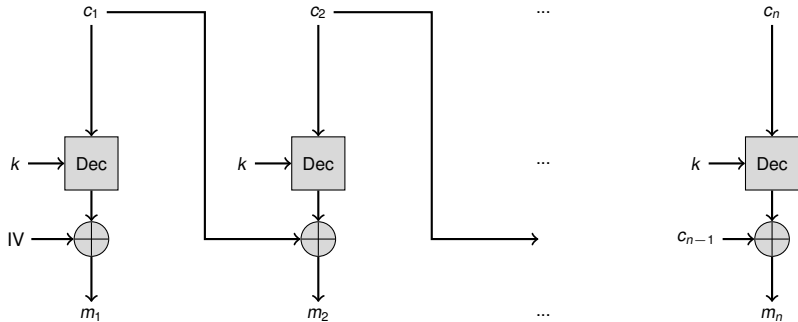 c₁ c₂ ... cₙ
k Dec k Dec ... k Dec
IV cₙ₋₁
m₁ m₂ ... mₙ